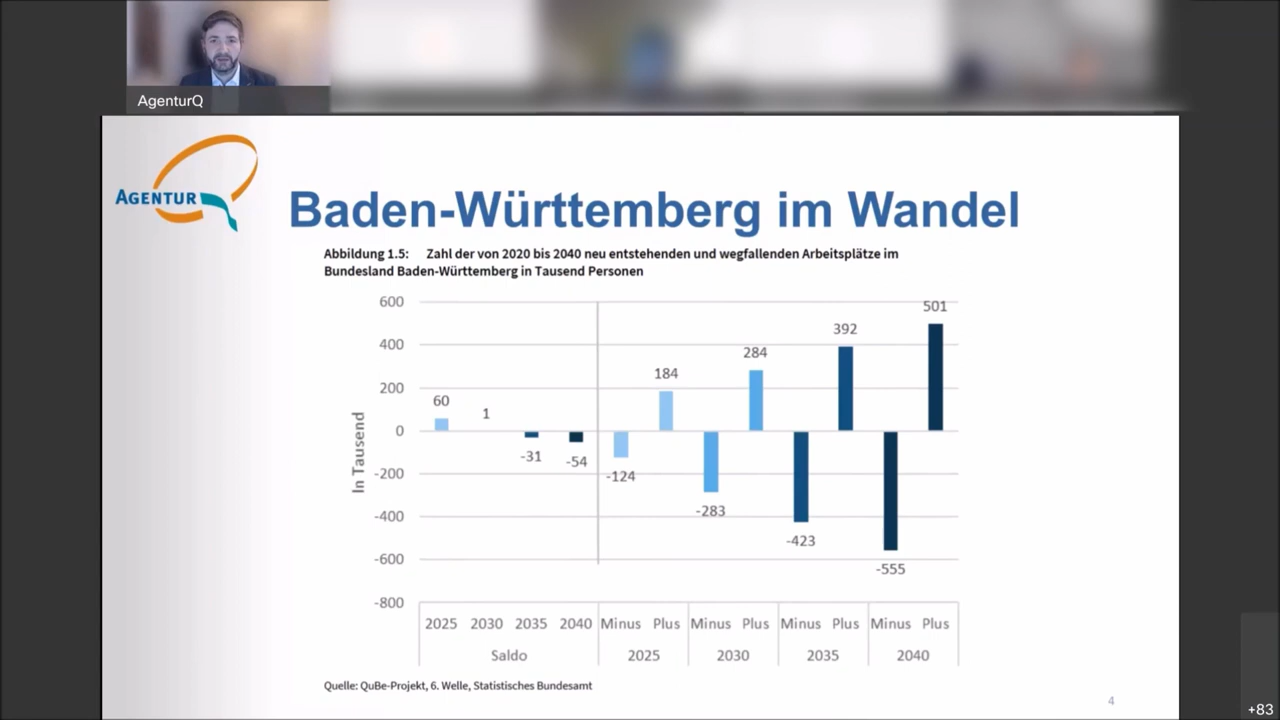 AgenturQ
AGENTUR
Baden-Württemberg im Wandel
Abbildung 1.5: Zahl der von 2020 bis 2040 neu entstehenden und wegfallenden Arbeitsplätze im
Bundesland Baden-Württemberg in Tausend Personen
600
400
200
0
-200
-400
-600
-800
In Tausend
60
1
-31
-54
-124
184
-283
284
-423
392
-555
501
2025 2030 2035 2040 Minus Plus Minus Plus Minus Plus Minus Plus
Saldo 2025 2030 2035 2040
Quelle: QuBe-Projekt, 6. Welle, Statistisches Bundesamt
4
+83